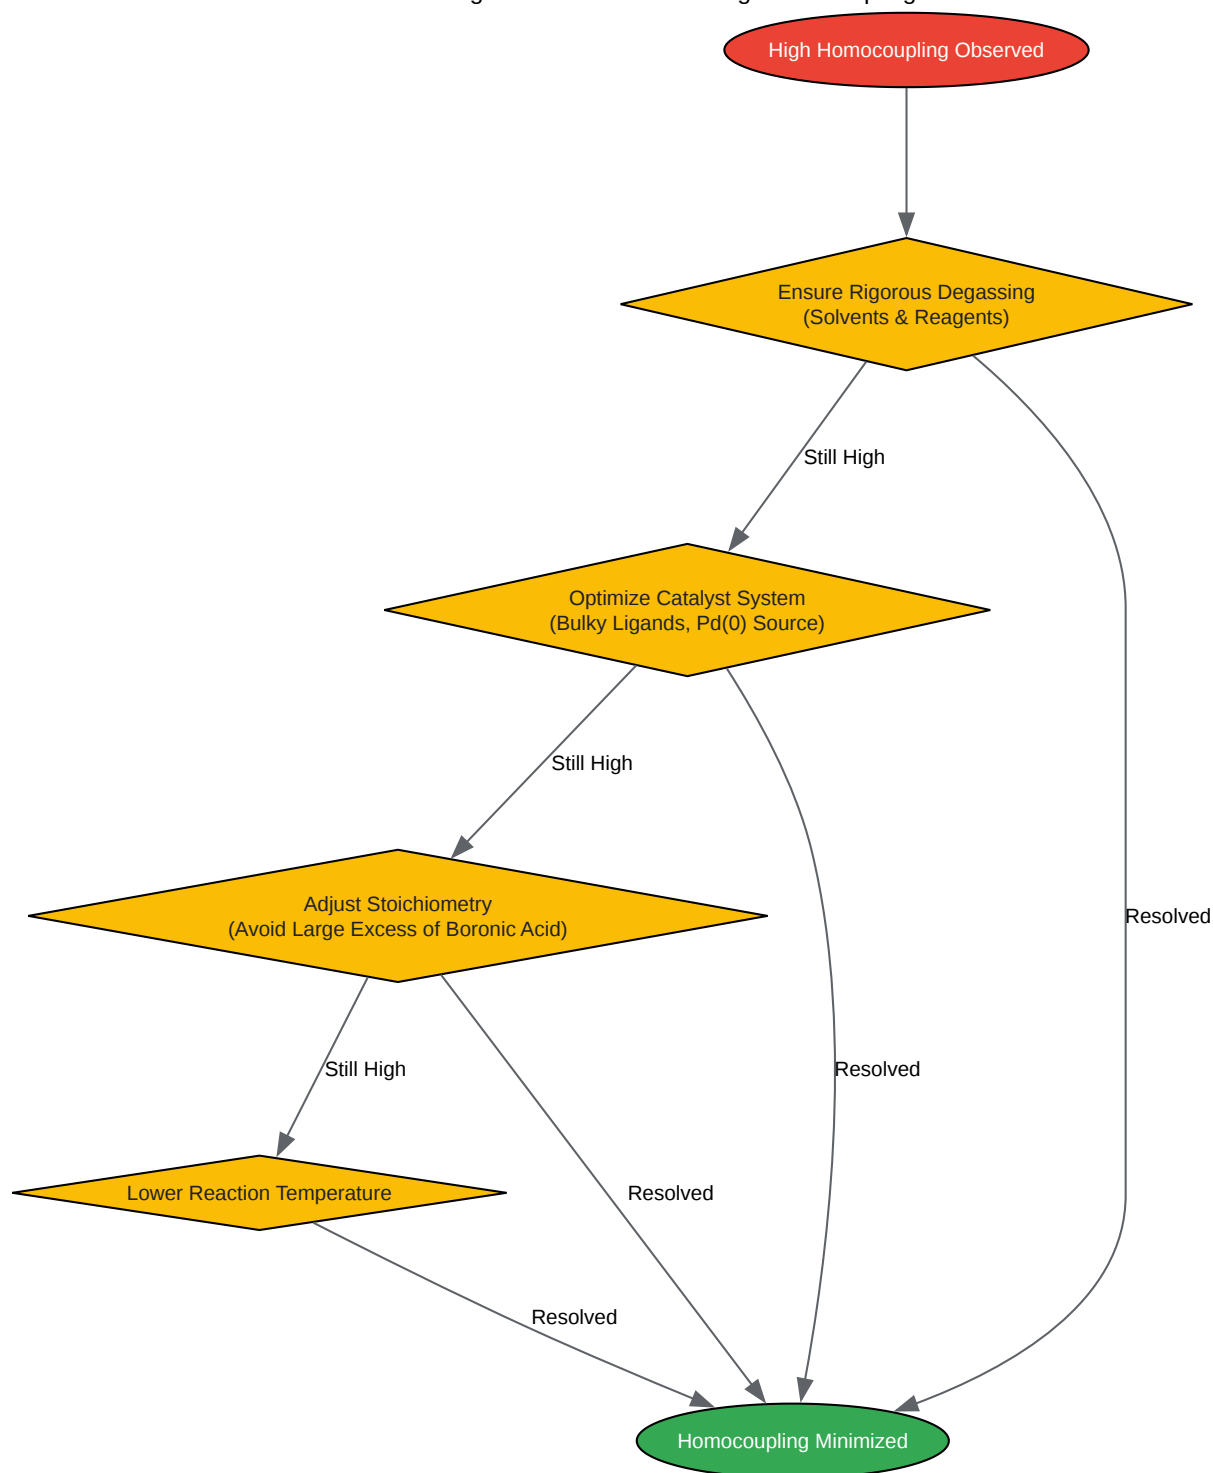 High Homocoupling Observed
Ensure Rigorous Degassing
(Solvents & Reagents)
Still High
Optimize Catalyst System
(Bulky Ligands, Pd(0) Source)
Still High
Adjust Stoichiometry
(Avoid Large Excess of Boronic Acid)
Resolved
Still High
Resolved
Lower Reaction Temperature
Resolved
Resolved
Homocoupling Minimized